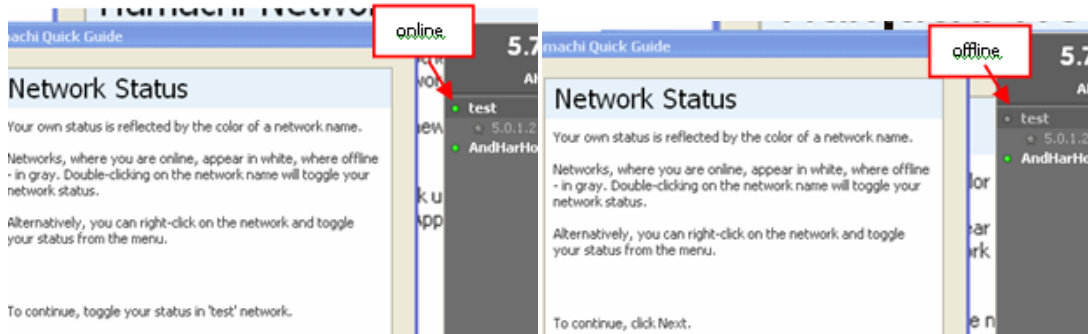 Hamachi Netwo
online
machi Quick Guide
5.7
Network Status
test
5.0.1.2
AndHarHo
Your own status is reflected by the color of a network name.
Networks, where you are online, appear in white, where offline
- in gray. Double-clicking on the network name will toggle your
network status.
Alternatively, you can right-click on the network and toggle
your status from the menu.
To continue, toggle your status in 'test' network.
offline
machi Quick Guide
5.7
Network Status
test
5.0.1.2
AndHarHo
Your own status is reflected by the color of a network name.
Networks, where you are online, appear in white, where offline
- in gray. Double-clicking on the network name will toggle your
network status.
Alternatively, you can right-click on the network and toggle
your status from the menu.
To continue, click Next.